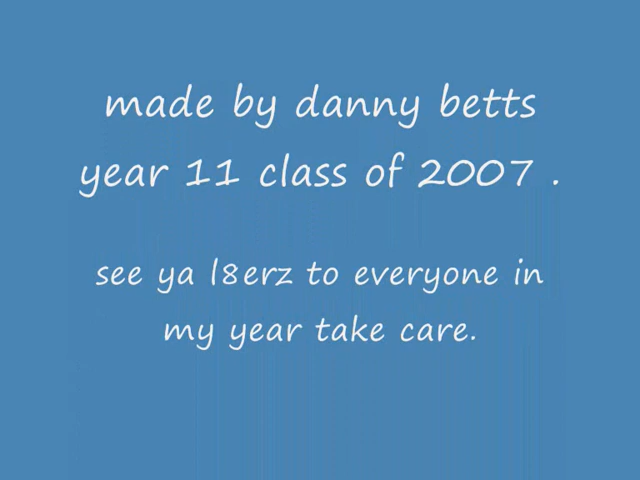 made by danny betts
year 11 class of 2007 .
see ya l8erz to everyone in
my year take care.